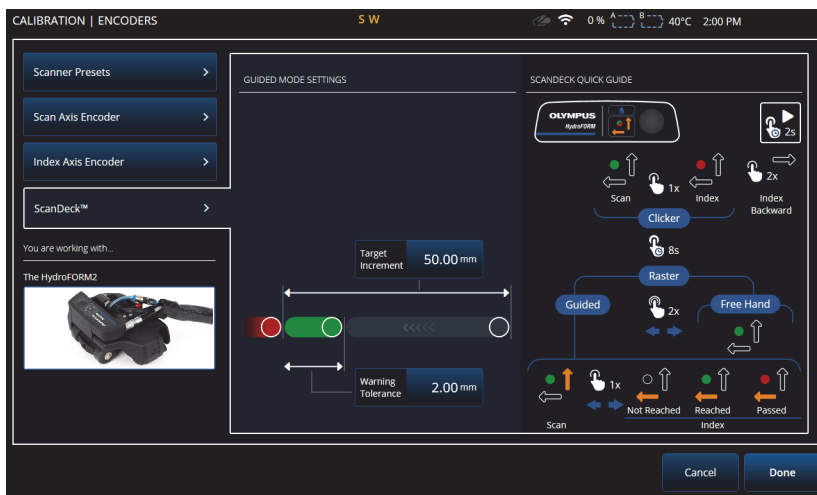 CALIBRATION | ENCODERS
S W
0 %
A
B
40°C
2:00 PM
Scanner Presets
Scan Axis Encoder
Index Axis Encoder
ScanDeck™
You are working with...
The HydroFORM2
GUIDED MODE SETTINGS
Target
Increment
50.00 mm
<<<<<
Warning
Tolerance
2.00 mm
SCANDECK QUICK GUIDE
OLYMPUS
HydroFORM
2s
1x
2x
Scan
Index
Index
Backward
Clicker
8s
Raster
Guided
2x
Free Hand
1x
Not Reached
Reached
Passed
Scan
Index
Cancel
Done